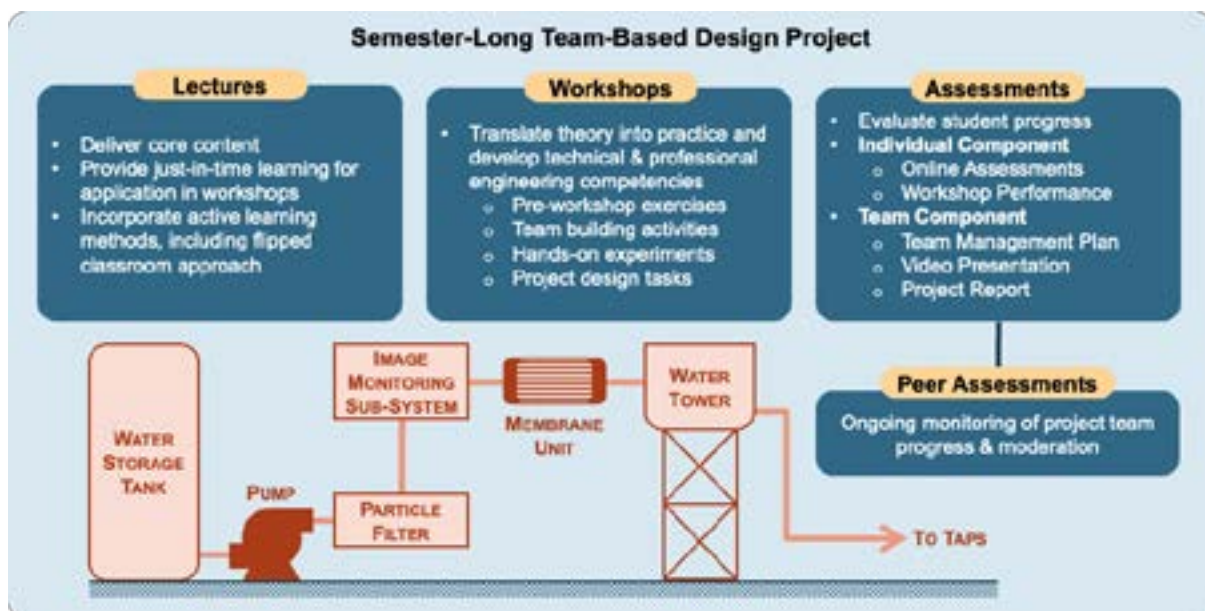 Semester-Long Team-Based Design Project
Lectures
• Deliver core content
• Provide just-in-time learning for
application in workshops
• Incorporate active learning
methods, including flipped
classroom approach
Workshops
• Translate theory into practice and
develop technical & professional
engineering competencies
o Pre-workshop exercises
o Team building activities
o Hands-on experiments
o Project design tasks
Assessments
• Evaluate student progress
• Individual Component
o Online Assessments
o Workshop Performance
• Team Component
o Team Management Plan
o Video Presentation
o Project Report
Peer Assessments
Ongoing monitoring of project team
progress & moderation
WATER
STORAGE
TANK
PUMP
PARTICLE
FILTER
IMAGE
MONITORING
SUB-SYSTEM
MEMBRANE
UNIT
WATER
TOWER
TO TAPS